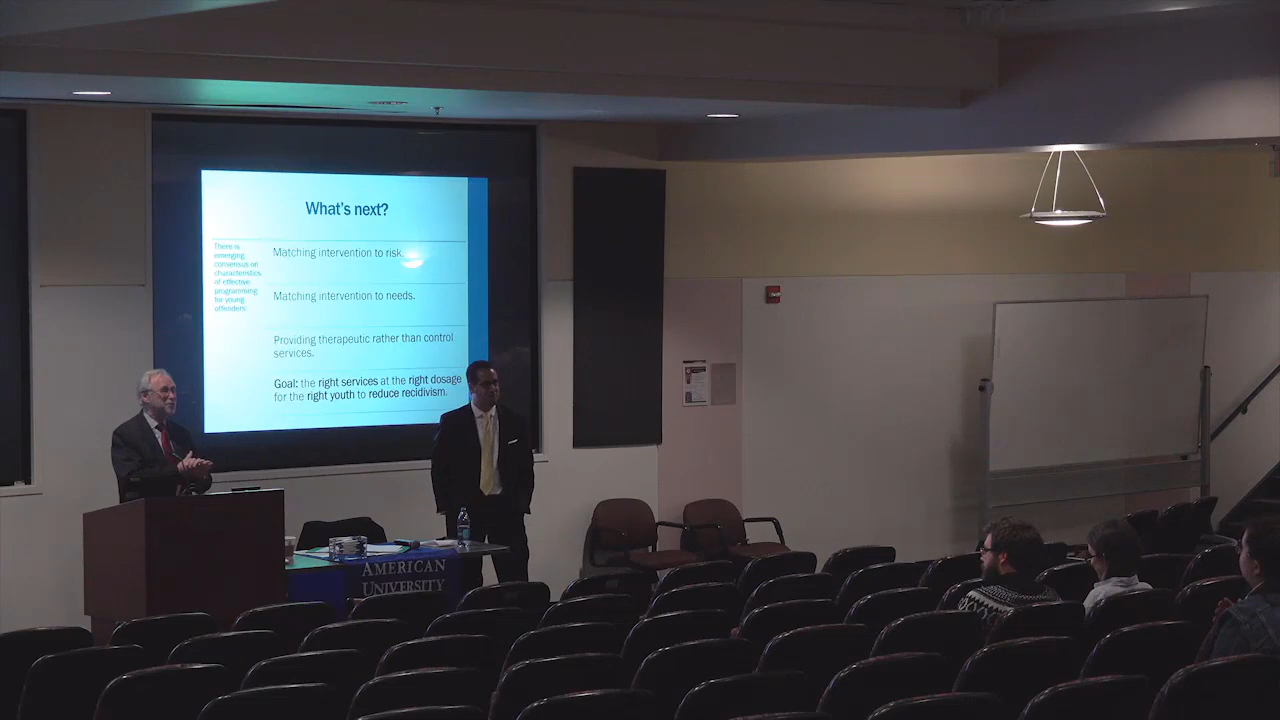 What's next?
There is
emerging
consensus on
characteristics
of effective
programming
for young
offenders.
Matching intervention to risk.
Matching intervention to needs.
Providing therapeutic rather than control
services.
Goal: the right services at the right dosage
for the right youth to reduce recidivism.
AMERICAN
UNIVERSITY